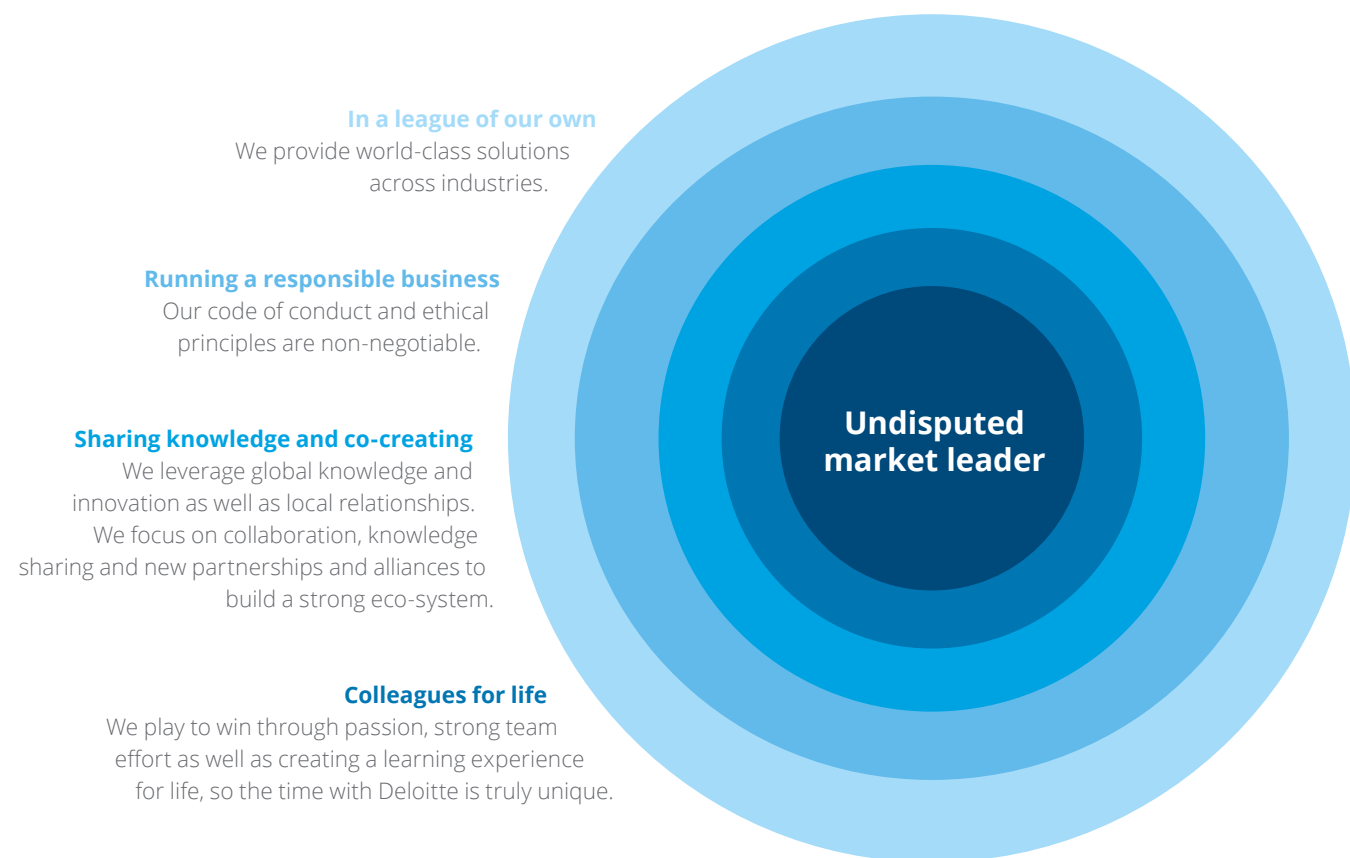 In a league of our own
We provide world-class solutions
across industries.
Running a responsible business
Our code of conduct and ethical
principles are non-negotiable.
Sharing knowledge and co-creating
We leverage global knowledge and
innovation as well as local relationships.
We focus on collaboration, knowledge
sharing and new partnerships and alliances to
build a strong eco-system.
Colleagues for life
We play to win through passion, strong team
effort as well as creating a learning experience
for life, so the time with Deloitte is truly unique.
Undisputed
market leader